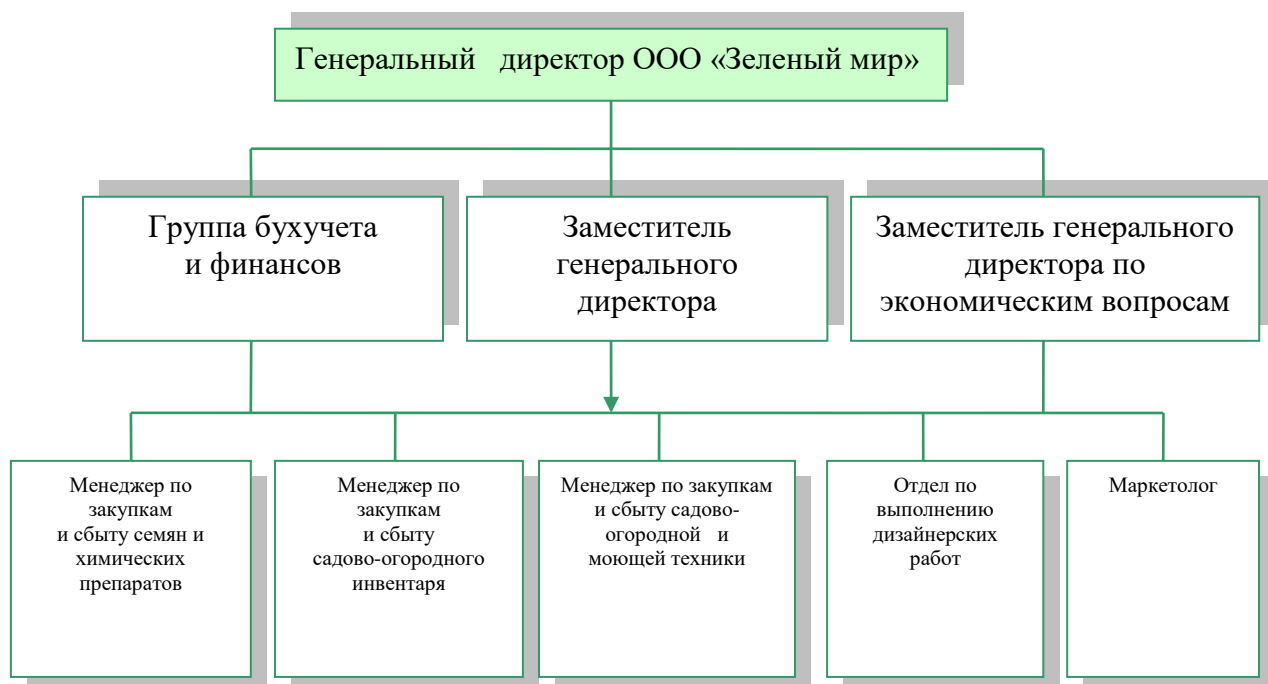 Генеральный директор ООО «Зеленый мир»
Группа бухучета
и финансов
Заместитель
генерального
директора
Заместитель генерального
директора по
экономическим вопросам
Менеджер по
закупкам
и сбыту семян и
химических
препаратов
Менеджер по
закупкам
и сбыту
садово-огородного
инвентаря
Менеджер по закупкам
и сбыту садово-
огородной и
моющей техники
Отдел по
выполнению
дизайнерских
работ
Маркетолог